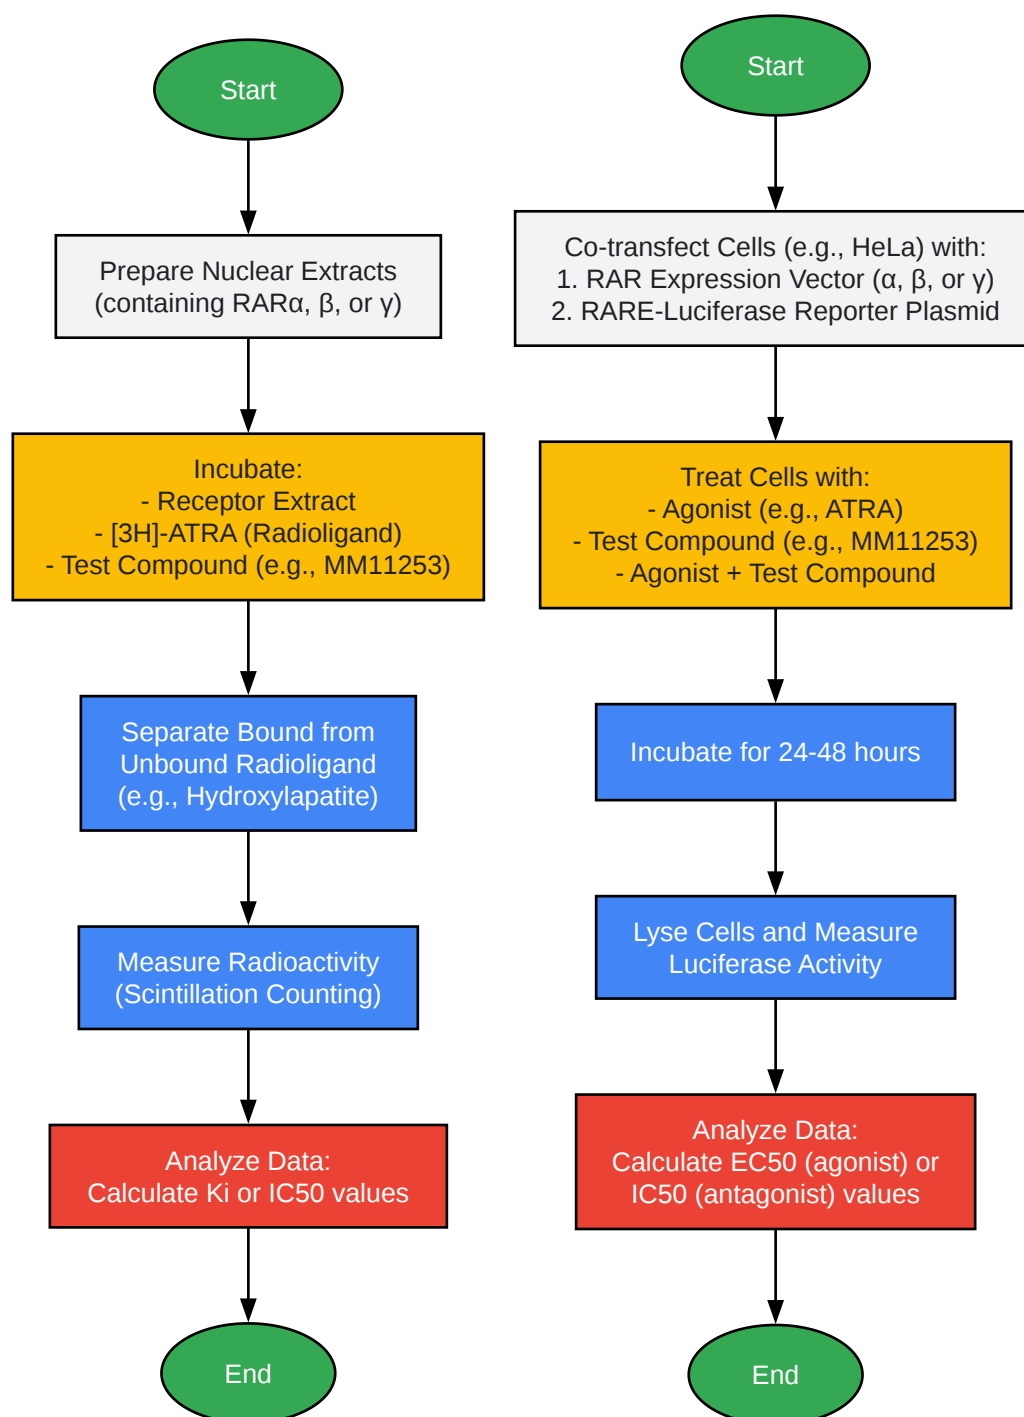 Start
Prepare Nuclear Extracts
(containing RARα, β, or γ)
Incubate:
- Receptor Extract
- [3H]-ATRA (Radioligand)
- Test Compound (e.g., MM11253)
Separate Bound from
Unbound Radioligand
(e.g., Hydroxylapatite)
Measure Radioactivity
(Scintillation Counting)
Analyze Data:
Calculate Ki or IC50 values
End
Start
Co-transfect Cells (e.g., HeLa) with:
1. RAR Expression Vector (α, β, or γ)
2. RARE-Luciferase Reporter Plasmid
Treat Cells with:
- Agonist (e.g., ATRA)
- Test Compound (e.g., MM11253)
- Agonist + Test Compound
Incubate for 24-48 hours
Lyse Cells and Measure
Luciferase Activity
Analyze Data:
Calculate EC50 (agonist) or
IC50 (antagonist) values
End